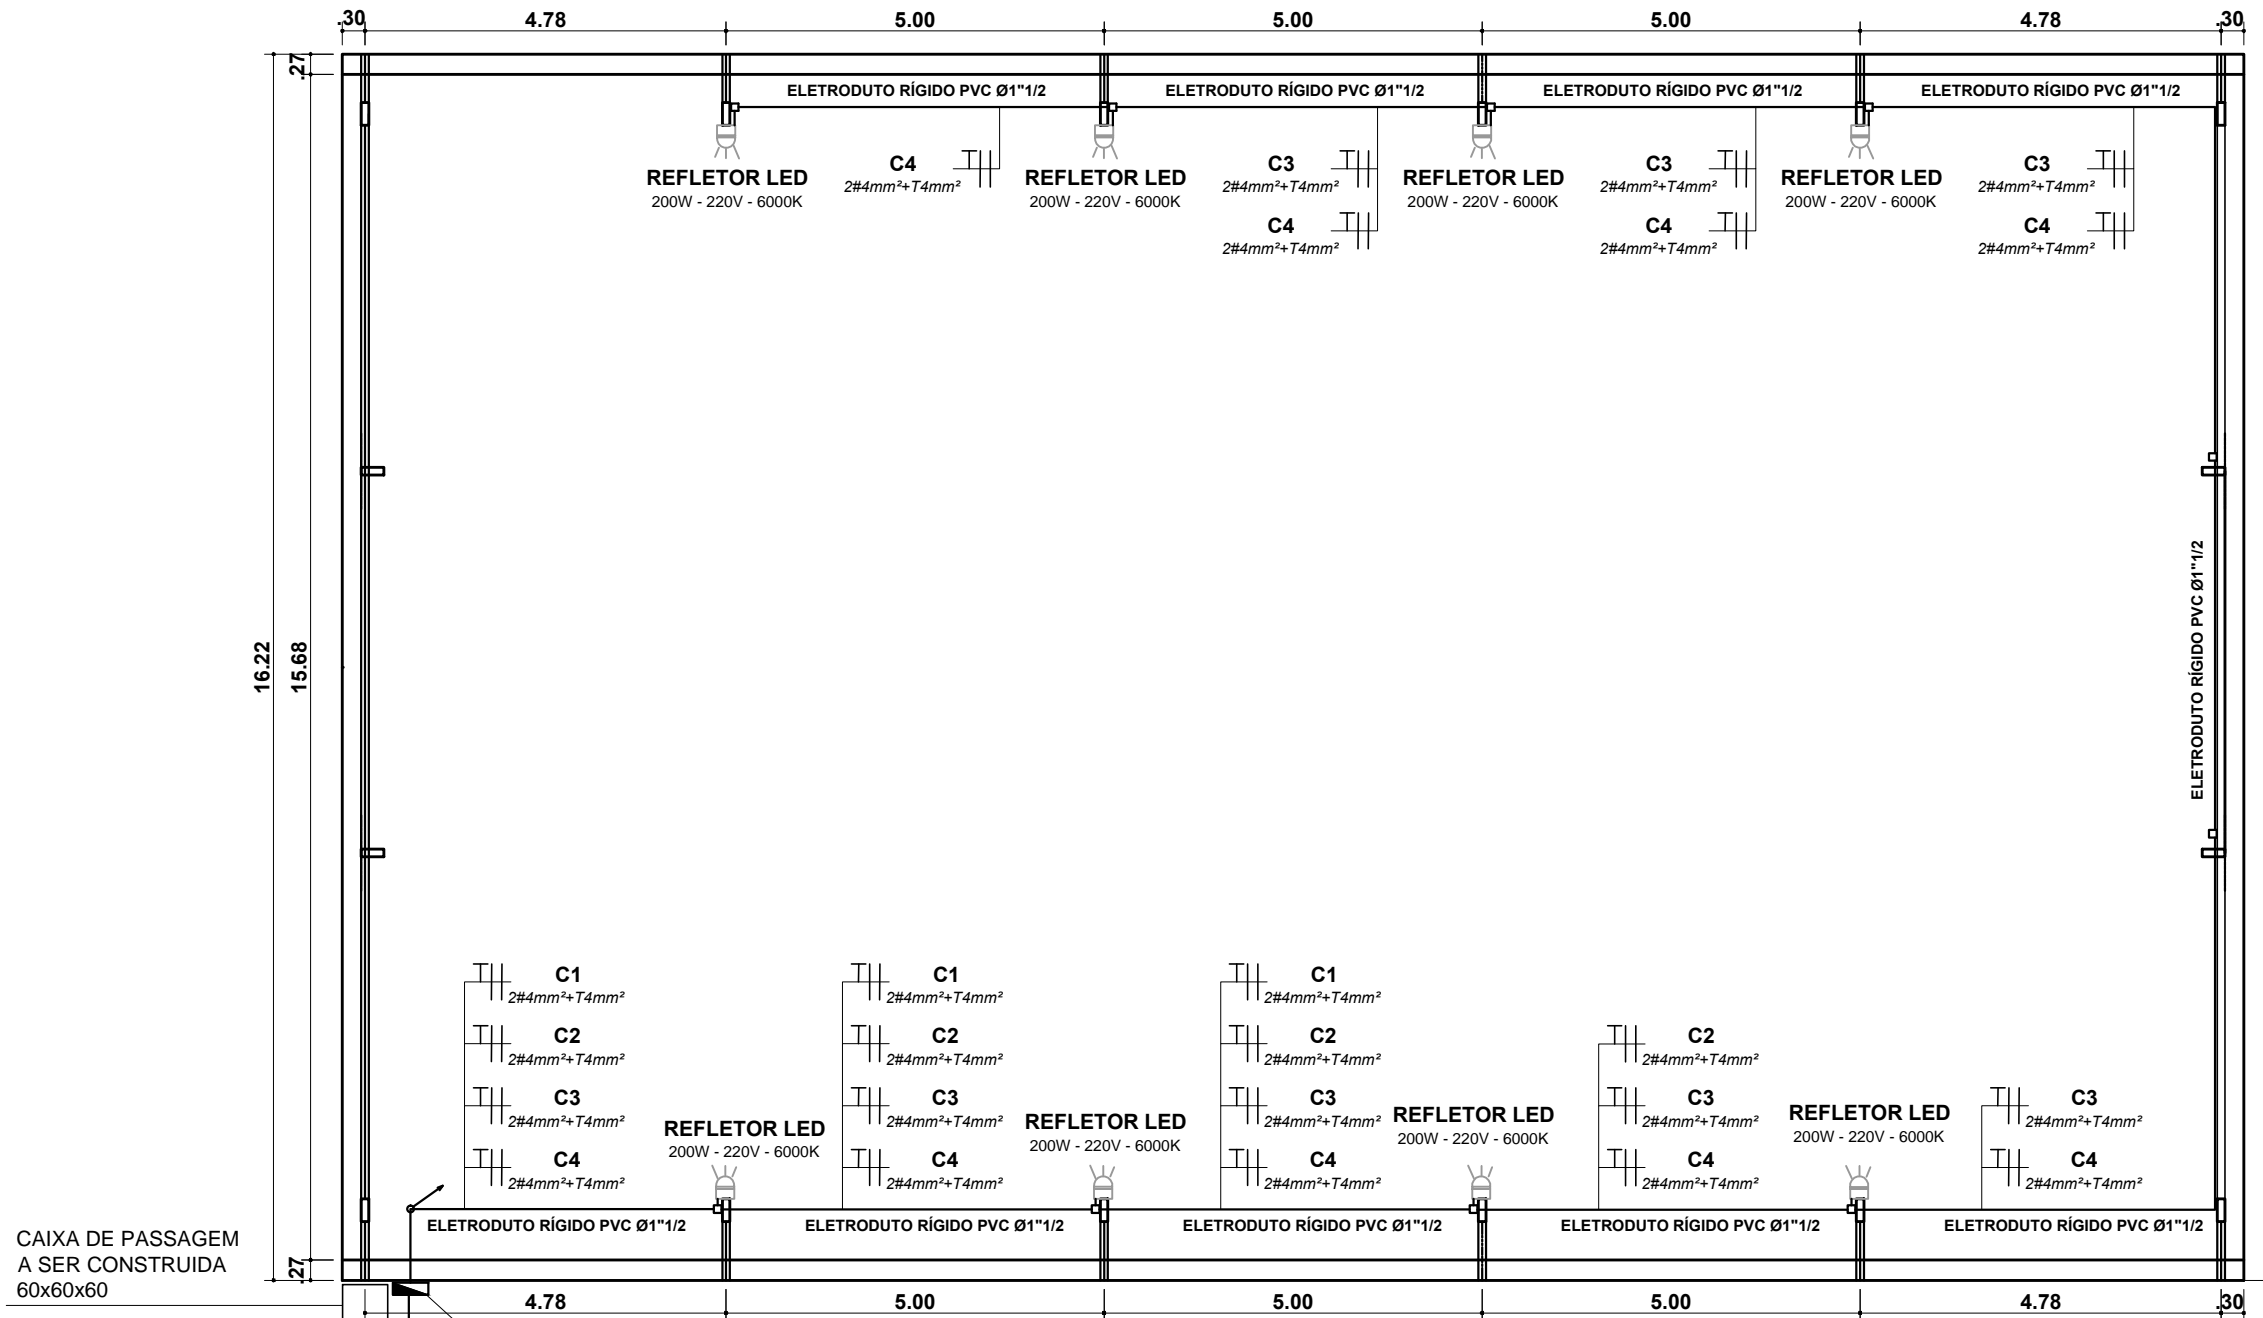 .30 4.78 5.00 5.00 5.00 4.78 .30
.27
ELETRODUTO RÍGIDO PVC Ø1"1/2 ELETRODUTO RÍGIDO PVC Ø1"1/2 ELETRODUTO RÍGIDO PVC Ø1"1/2 ELETRODUTO RÍGIDO PVC Ø1"1/2
REFLETOR LED
200W - 220V - 6000K
C4
2#4mm²+T4mm²
REFLETOR LED
200W - 220V - 6000K
C3
2#4mm²+T4mm²
C4
2#4mm²+T4mm²
REFLETOR LED
200W - 220V - 6000K
C3
2#4mm²+T4mm²
C4
2#4mm²+T4mm²
REFLETOR LED
200W - 220V - 6000K
C3
2#4mm²+T4mm²
C4
2#4mm²+T4mm²
16.22
15.68
ELETRODUTO RÍGIDO PVC Ø1"1/2
C1
2#4mm²+T4mm²
C2
2#4mm²+T4mm²
C3
2#4mm²+T4mm²
C4
2#4mm²+T4mm²
REFLETOR LED
200W - 220V - 6000K
C1
2#4mm²+T4mm²
C2
2#4mm²+T4mm²
C3
2#4mm²+T4mm²
C4
2#4mm²+T4mm²
REFLETOR LED
200W - 220V - 6000K
C1
2#4mm²+T4mm²
C2
2#4mm²+T4mm²
C3
2#4mm²+T4mm²
C4
2#4mm²+T4mm²
REFLETOR LED
200W - 220V - 6000K
C2
2#4mm²+T4mm²
C3
2#4mm²+T4mm²
C4
2#4mm²+T4mm²
REFLETOR LED
200W - 220V - 6000K
C3
2#4mm²+T4mm²
C4
2#4mm²+T4mm²
ELETRODUTO RÍGIDO PVC Ø1"1/2 ELETRODUTO RÍGIDO PVC Ø1"1/2 ELETRODUTO RÍGIDO PVC Ø1"1/2 ELETRODUTO RÍGIDO PVC Ø1"1/2 ELETRODUTO RÍGIDO PVC Ø1"1/2
CAIXA DE PASSAGEM
A SER CONSTRUIDA
60x60x60
.27
4.78 5.00 5.00 5.00 4.78 .30